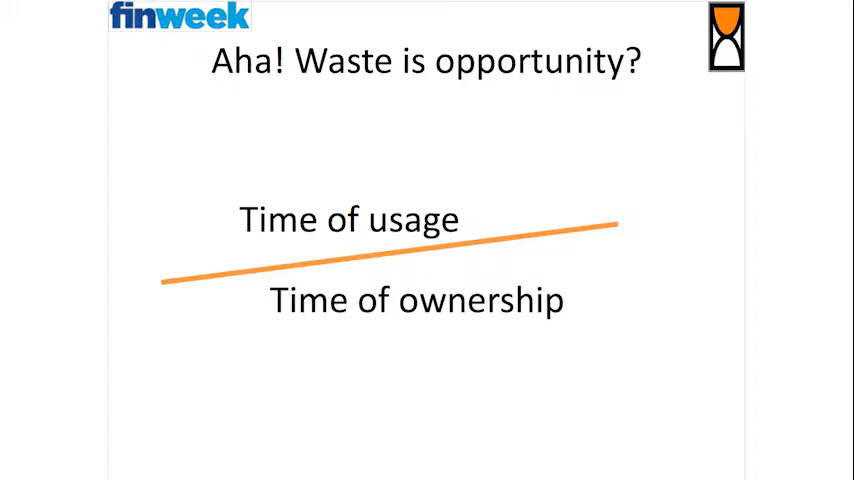 finweek
Aha! Waste is opportunity?
Time of usage
Time of ownership